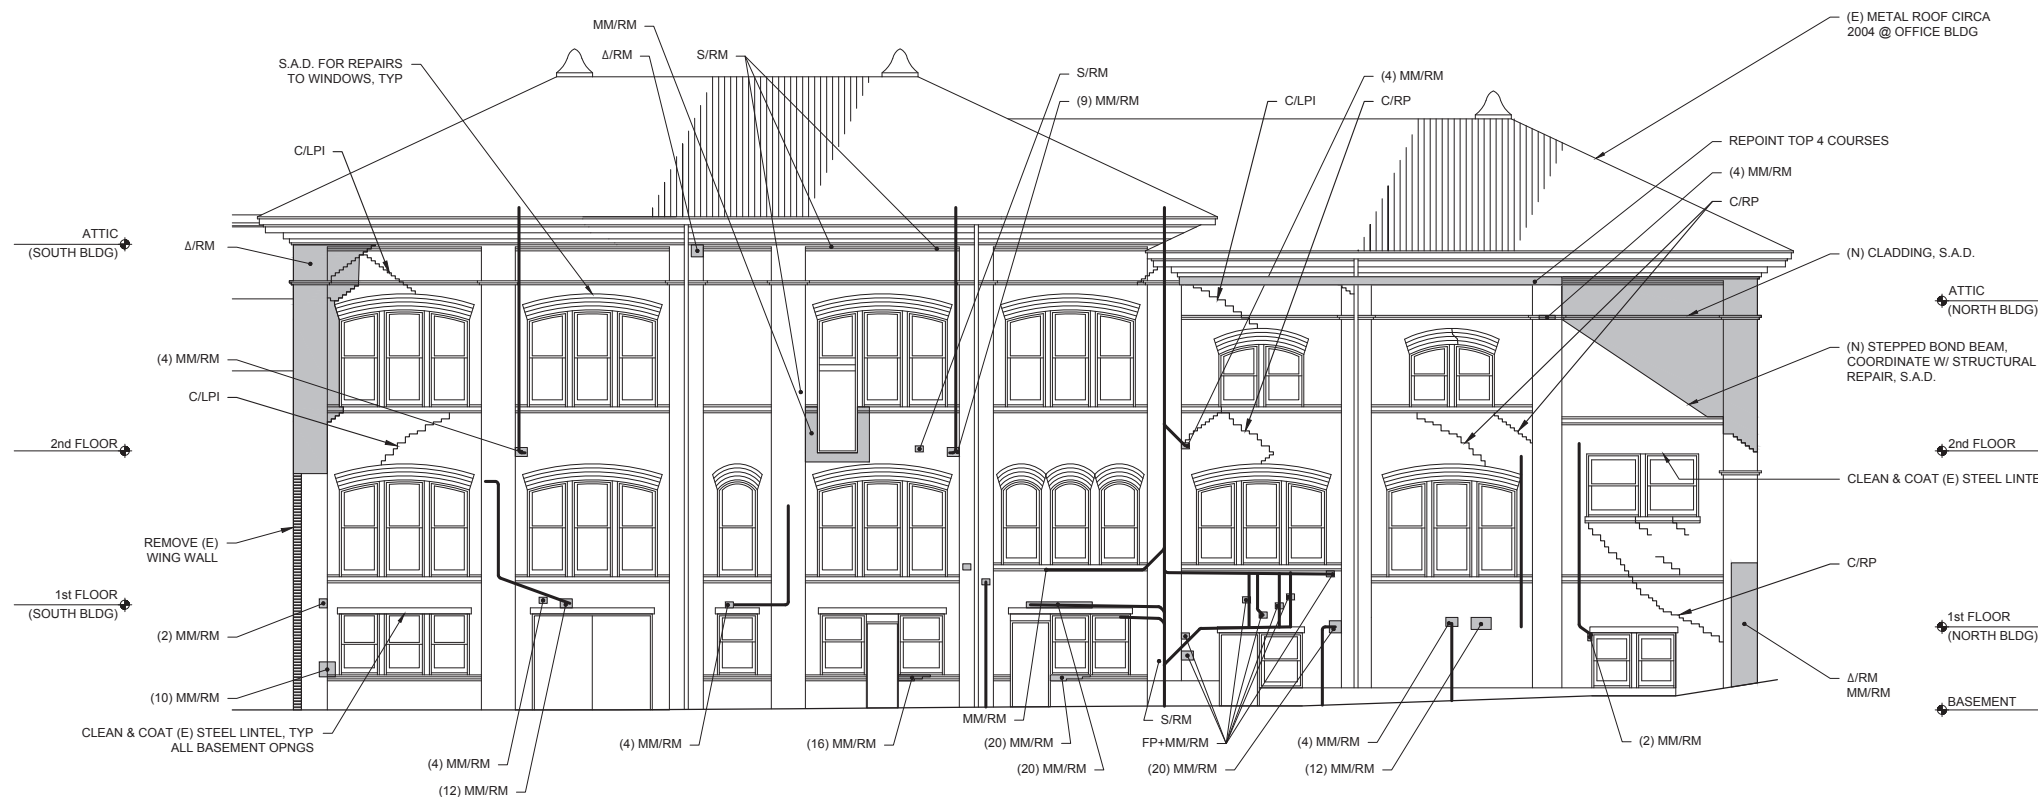 MM/RM
Δ/RM
S/RM
S.A.D. FOR REPAIRS
TO WINDOWS, TYP
C/LPI
S/RM
(9) MM/RM
(4) MM/RM
C/LPI
C/RP
(E) METAL ROOF CIRCA
2004 @ OFFICE BLDG
REPOINT TOP 4 COURSES
(4) MM/RM
C/RP
ATTIC
(SOUTH BLDG)
Δ/RM
(N) CLADDING, S.A.D.
ATTIC
(NORTH BLDG)
(4) MM/RM
C/LPI
(N) STEPPED BOND BEAM,
COORDINATE W/ STRUCTURAL
REPAIR, S.A.D.
2nd FLOOR
2nd FLOOR
CLEAN & COAT (E) STEEL LINTE
REMOVE (E)
WING WALL
C/RP
1st FLOOR
(SOUTH BLDG)
1st FLOOR
(NORTH BLDG)
(2) MM/RM
(10) MM/RM
Δ/RM
MM/RM
BASEMENT
CLEAN & COAT (E) STEEL LINTEL, TYP
ALL BASEMENT OPNGS
(4) MM/RM
(12) MM/RM
(4) MM/RM
(16) MM/RM
MM/RM
(20) MM/RM
(20) MM/RM
S/RM
FP+MM/RM
(20) MM/RM
(4) MM/RM
(12) MM/RM
(2) MM/RM